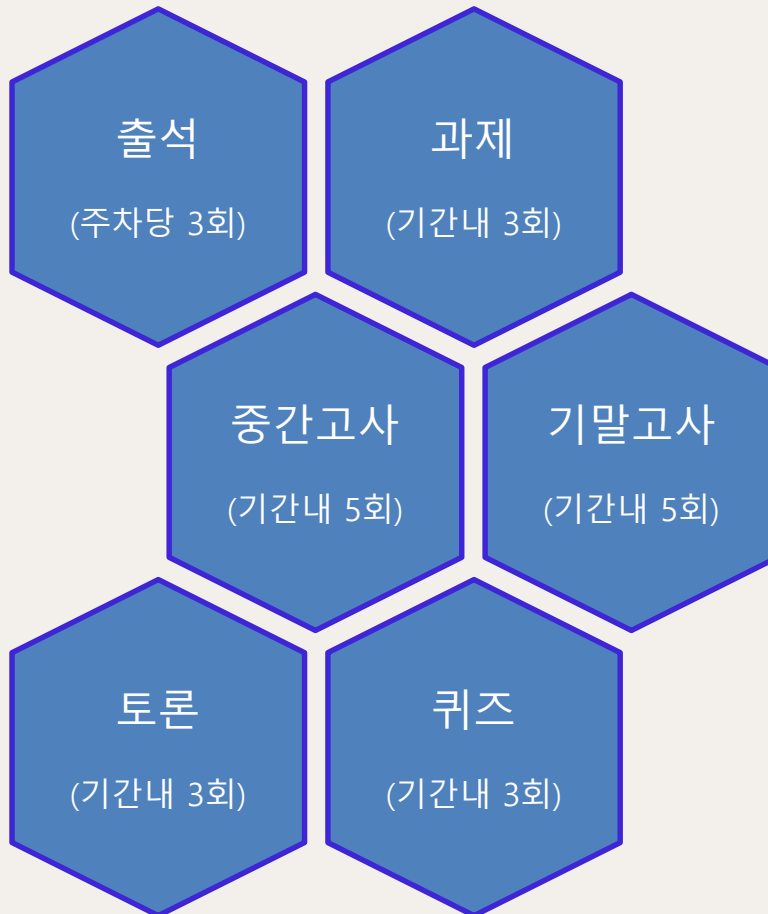 출석
(주차당 3회)
과제
(기간내 3회)
중간고사
(기간내 5회)
기말고사
(기간내 5회)
토론
(기간내 3회)
퀴즈
(기간내 3회)